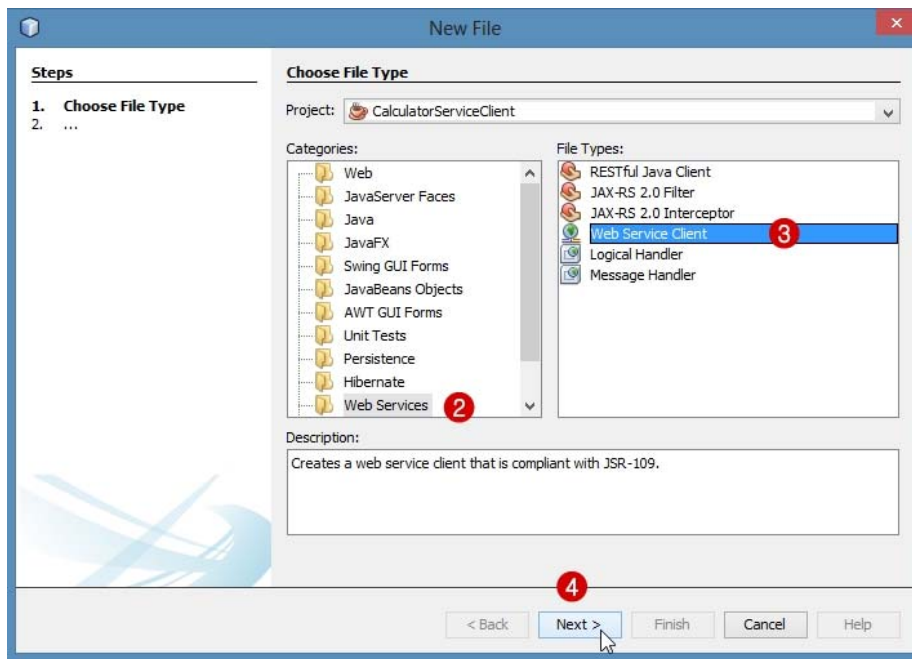 New File
Steps
1. Choose File Type
2. ...
Choose File Type
Project: CalculatorServiceClient
Categories:
Web
JavaServer Faces
Java
JavaFX
Swing GUI Forms
JavaBeans Objects
AWT GUI Forms
Unit Tests
Persistence
Hibernate
Web Services 2
File Types:
RESTful Java Client
JAX-RS 2.0 Filter
JAX-RS 2.0 Interceptor
Web Service Client 3
Logical Handler
Message Handler
Description:
Creates a web service client that is compliant with JSR-109.
4
< Back Next > Finish Cancel Help